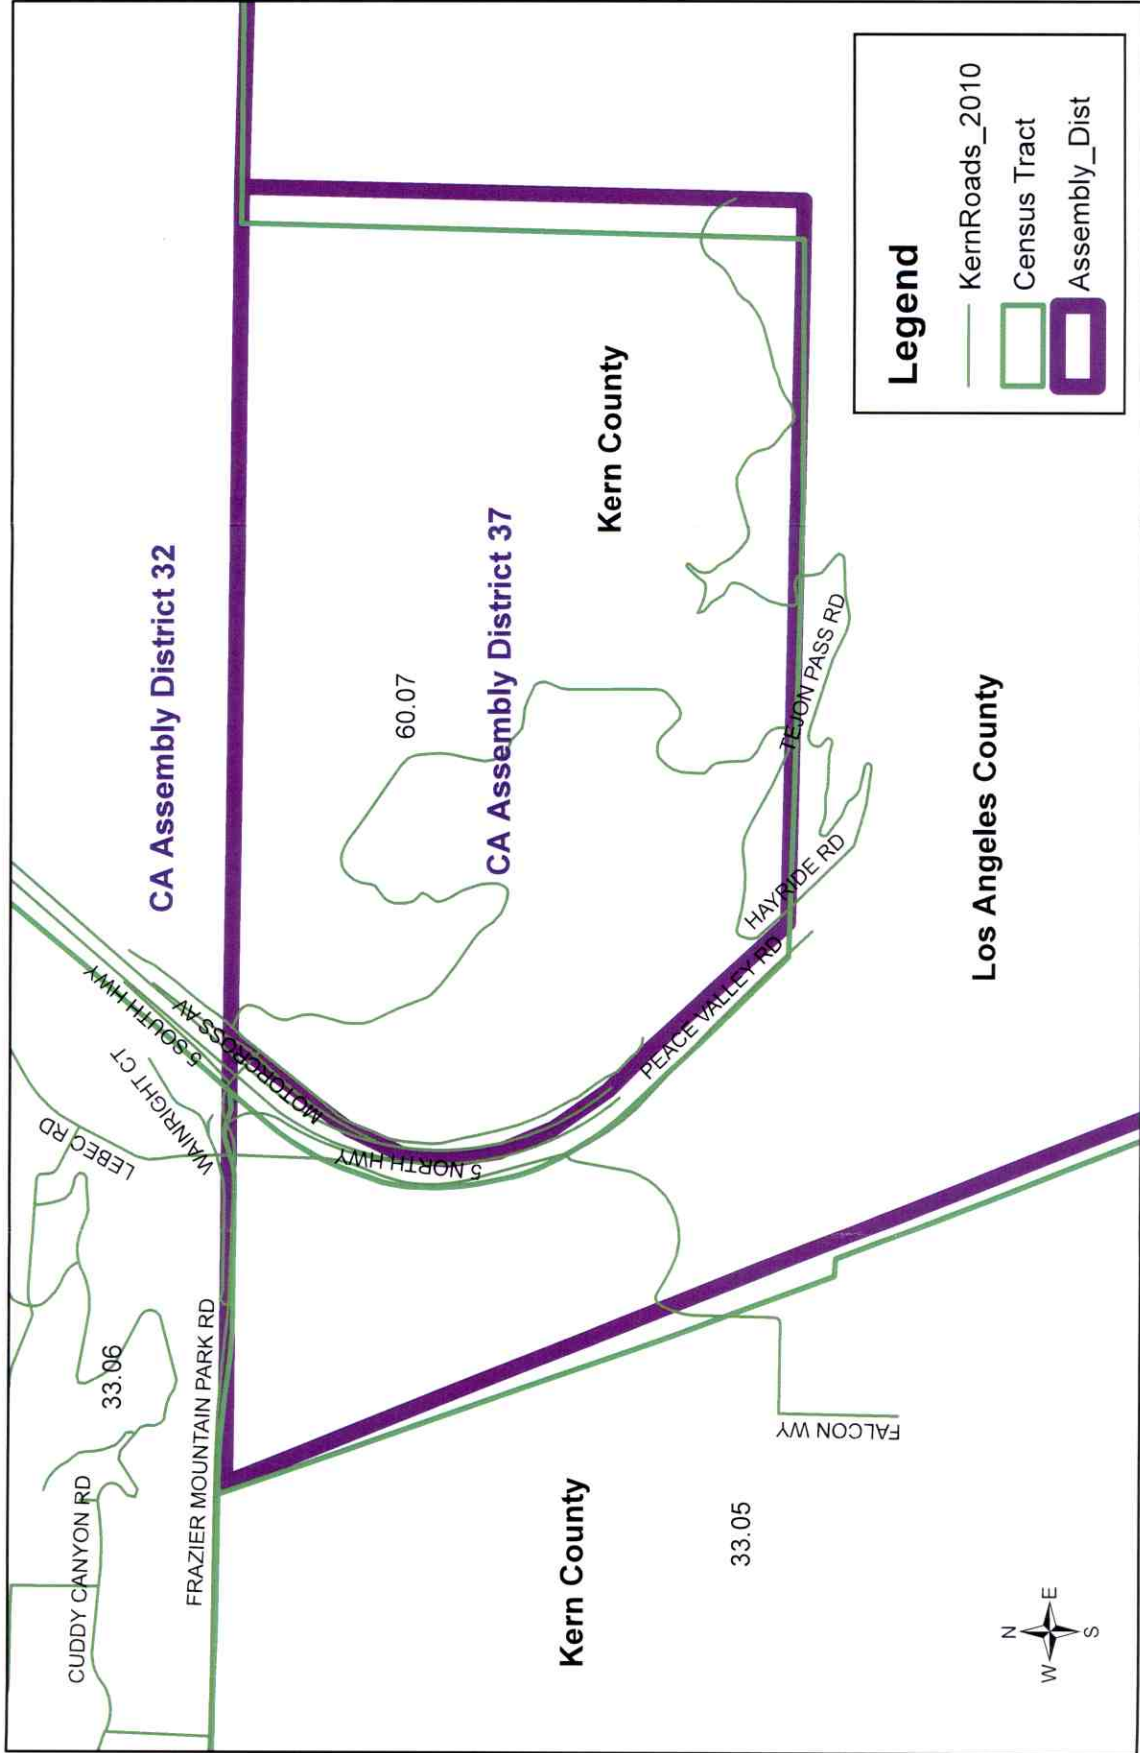 CA Assembly District 32
5 SOUTH HWY
LEBEC RD
WAINRIGHT CT
MOTORCROSS AV
33.06
CUDDY CANYON RD
FRAZIER MOUNTAIN PARK RD
60.07
CA Assembly District 37
5 NORTH HWY
Kern County
PEACE VALLEY RD
HAYRIDE RD
TEJON PASS RD
Kern County
33.05
FALCON WY
Los Angeles County
N
W
E
S
Legend
KernRoads_2010
Census Tract
Assembly_Dist